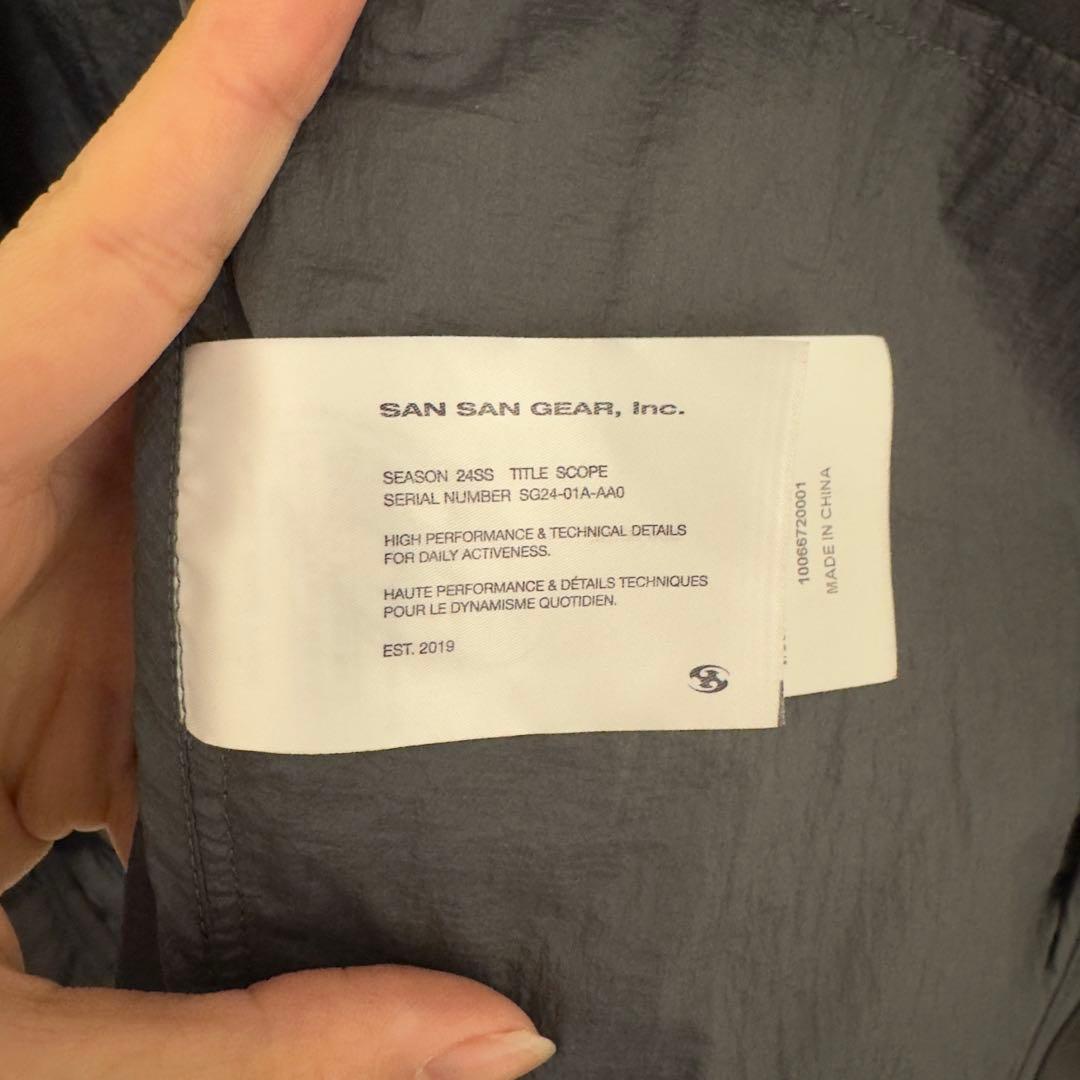 SAN SAN GEAR, Inc.
SEASON 24SS TITLE SCOPE
SERIAL NUMBER SG24-01A-AA0
HIGH PERFORMANCE & TECHNICAL DETAILS
FOR DAILY ACTIVENESS.
HAUTE PERFORMANCE & DÉTAILS TECHNIQUES
POUR LE DYNAMISME QUOTIDIEN.
EST. 2019
10066720001
MADE IN CHINA